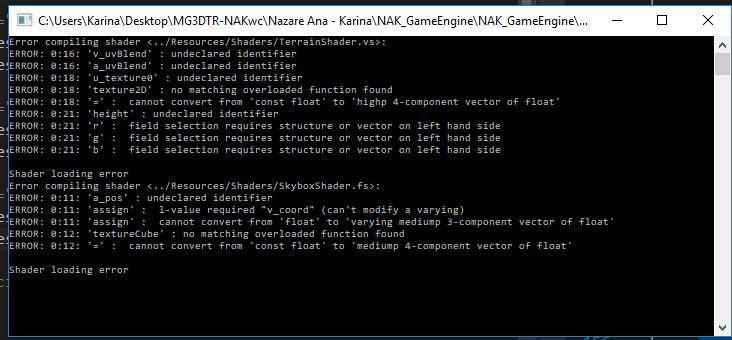 C:\Users\Karina\Desktop\MG3DTR-NAKwc\Nazare Ana - Karina\NAK_GameEngine\NAK_GameEngine\...
Error compiling shader <../Resources/Shaders/TerrainShader.vs>:
ERROR: 0:16: 'v_uvBlend' : undeclared identifier
ERROR: 0:16: 'a_uvBlend' : undeclared identifier
ERROR: 0:18: 'u_texture0' : undeclared identifier
ERROR: 0:18: 'texture2D' : no matching overloaded function found
ERROR: 0:18: '=' :  cannot convert from 'const float' to 'highp 4-component vector of float'
ERROR: 0:21: 'height' : undeclared identifier
ERROR: 0:21: 'r' :  field selection requires structure or vector on left hand side
ERROR: 0:21: 'g' :  field selection requires structure or vector on left hand side
ERROR: 0:21: 'b' :  field selection requires structure or vector on left hand side
Shader loading error
Error compiling shader <../Resources/Shaders/SkyboxShader.fs>:
ERROR: 0:11: 'a_pos' : undeclared identifier
ERROR: 0:11: 'assign' :  l-value required "v_coord" (can't modify a varying)
ERROR: 0:11: 'assign' :  cannot convert from 'float' to 'varying mediump 3-component vector of float'
ERROR: 0:12: 'textureCube' : no matching overloaded function found
ERROR: 0:12: '=' :  cannot convert from 'const float' to 'mediump 4-component vector of float'
Shader loading error